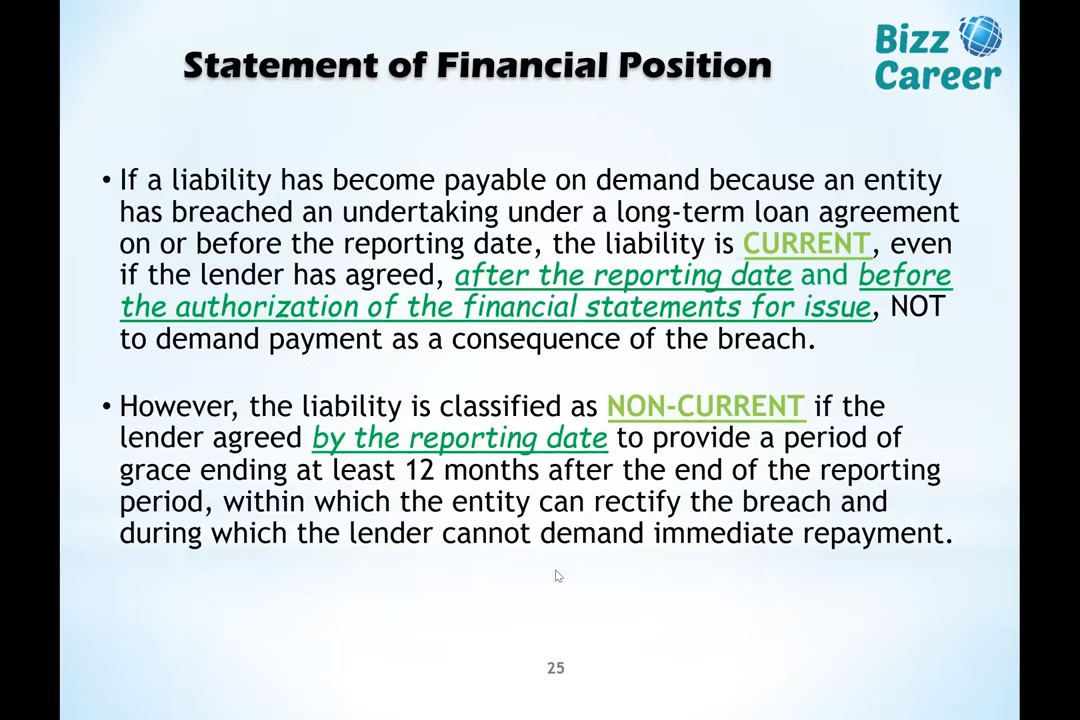 Statement of Financial Position
Bizz
Career
• If a liability has become payable on demand because an entity
has breached an undertaking under a long-term loan agreement
on or before the reporting date, the liability is CURRENT, even
if the lender has agreed, after the reporting date and before
the authorization of the financial statements for issue, NOT
to demand payment as a consequence of the breach.
• However, the liability is classified as NON-CURRENT if the
lender agreed by the reporting date to provide a period of
grace ending at least 12 months after the end of the reporting
period, within which the entity can rectify the breach and
during which the lender cannot demand immediate repayment.
25